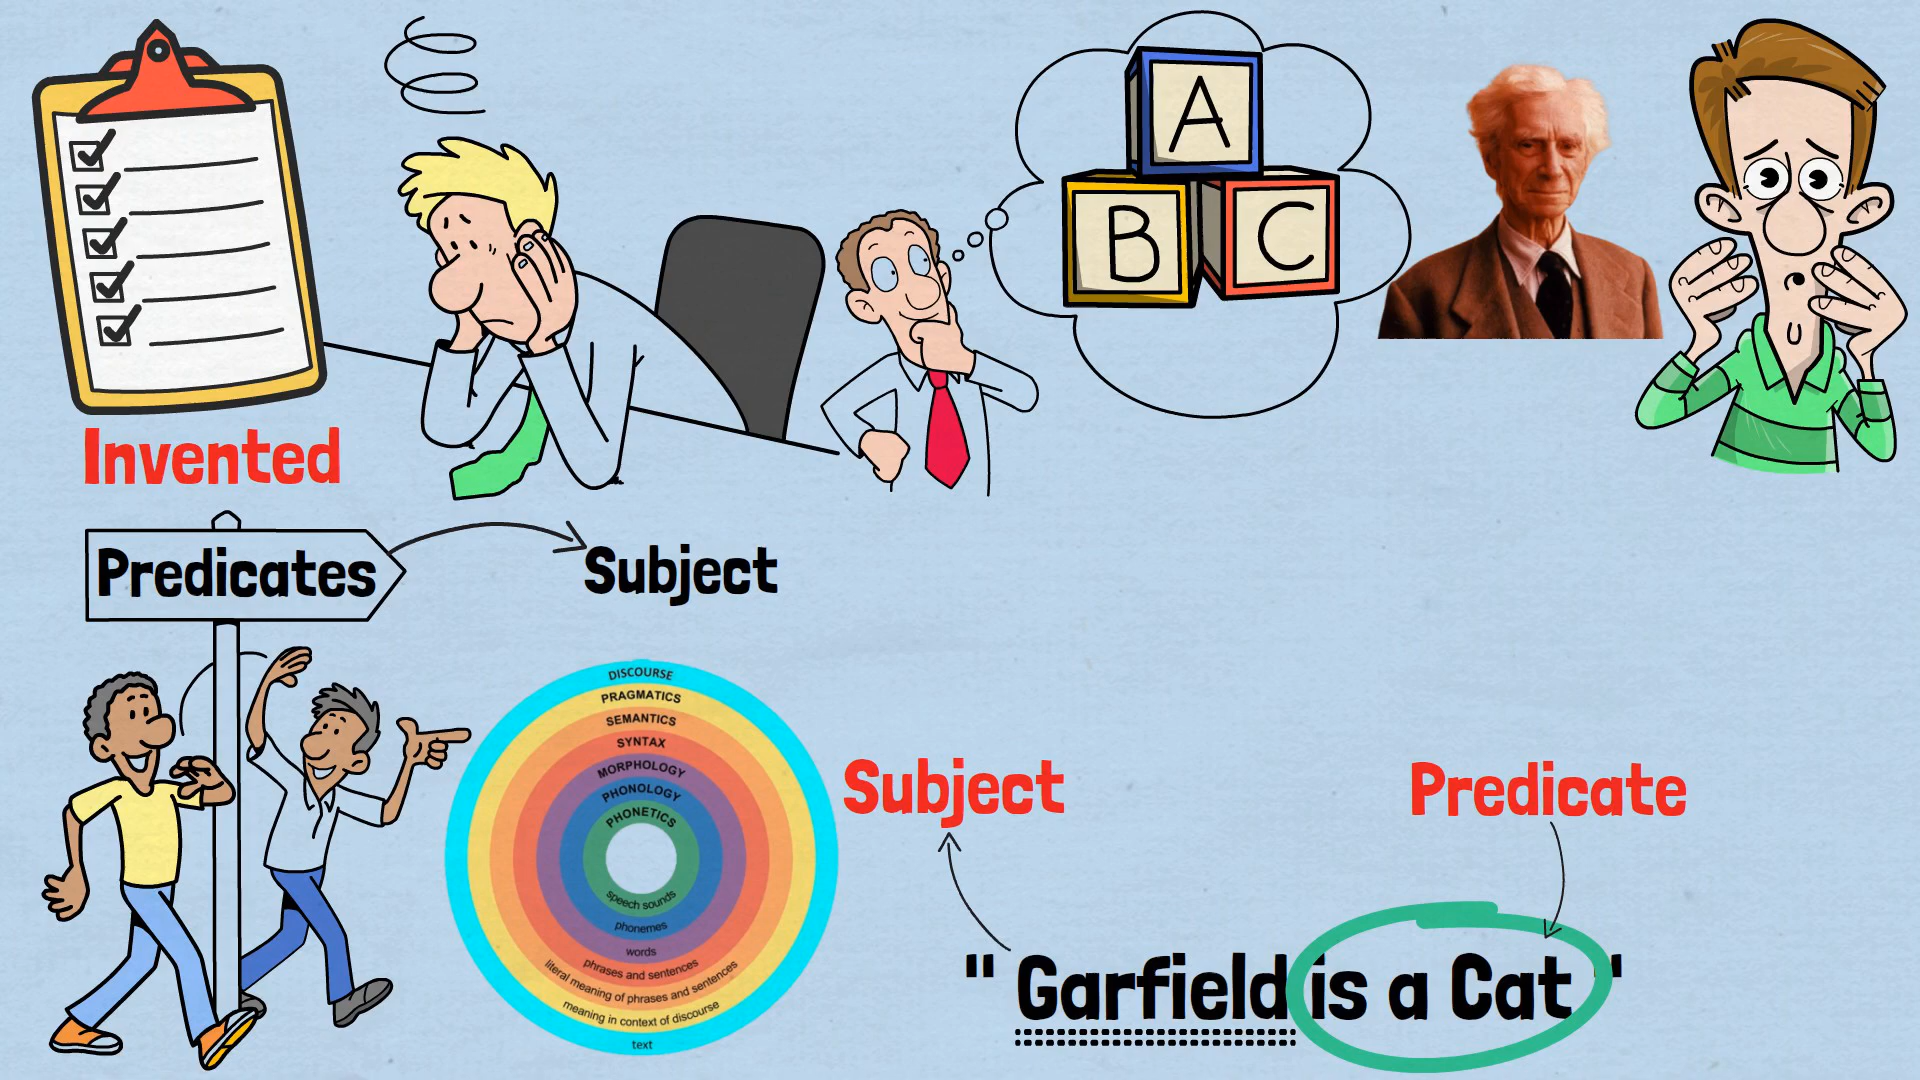 A
B C
Invented
Predicates
Subject
DISCOURSE
PRAGMATICS
SEMANTICS
SYNTAX
MORPHOLOGY
PHONOLOGY
PHONETICS
speech sounds
phonemes
words
phrases and sentences
literal meaning of phrases and sentences
meaning in context of discourse
text
Subject
Predicate
" Garfield is a Cat "